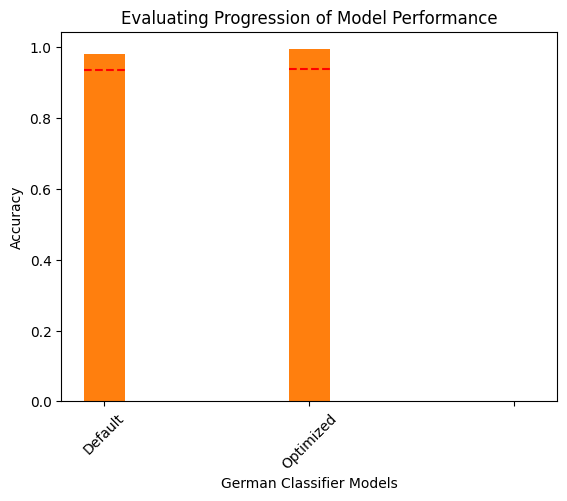 Evaluating Progression of Model Performance
1.0
0.8
0.6
0.4
0.2
0.0
Accuracy
Default
Optimized
German Classifier Models